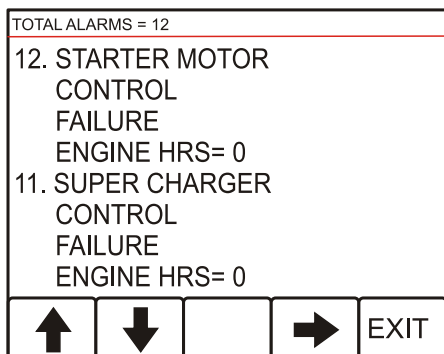 TOTAL ALARMS = 12
12. STARTER MOTOR
CONTROL
FAILURE
ENGINE HRS= 0
11. SUPER CHARGER
CONTROL
FAILURE
ENGINE HRS= 0
EXIT